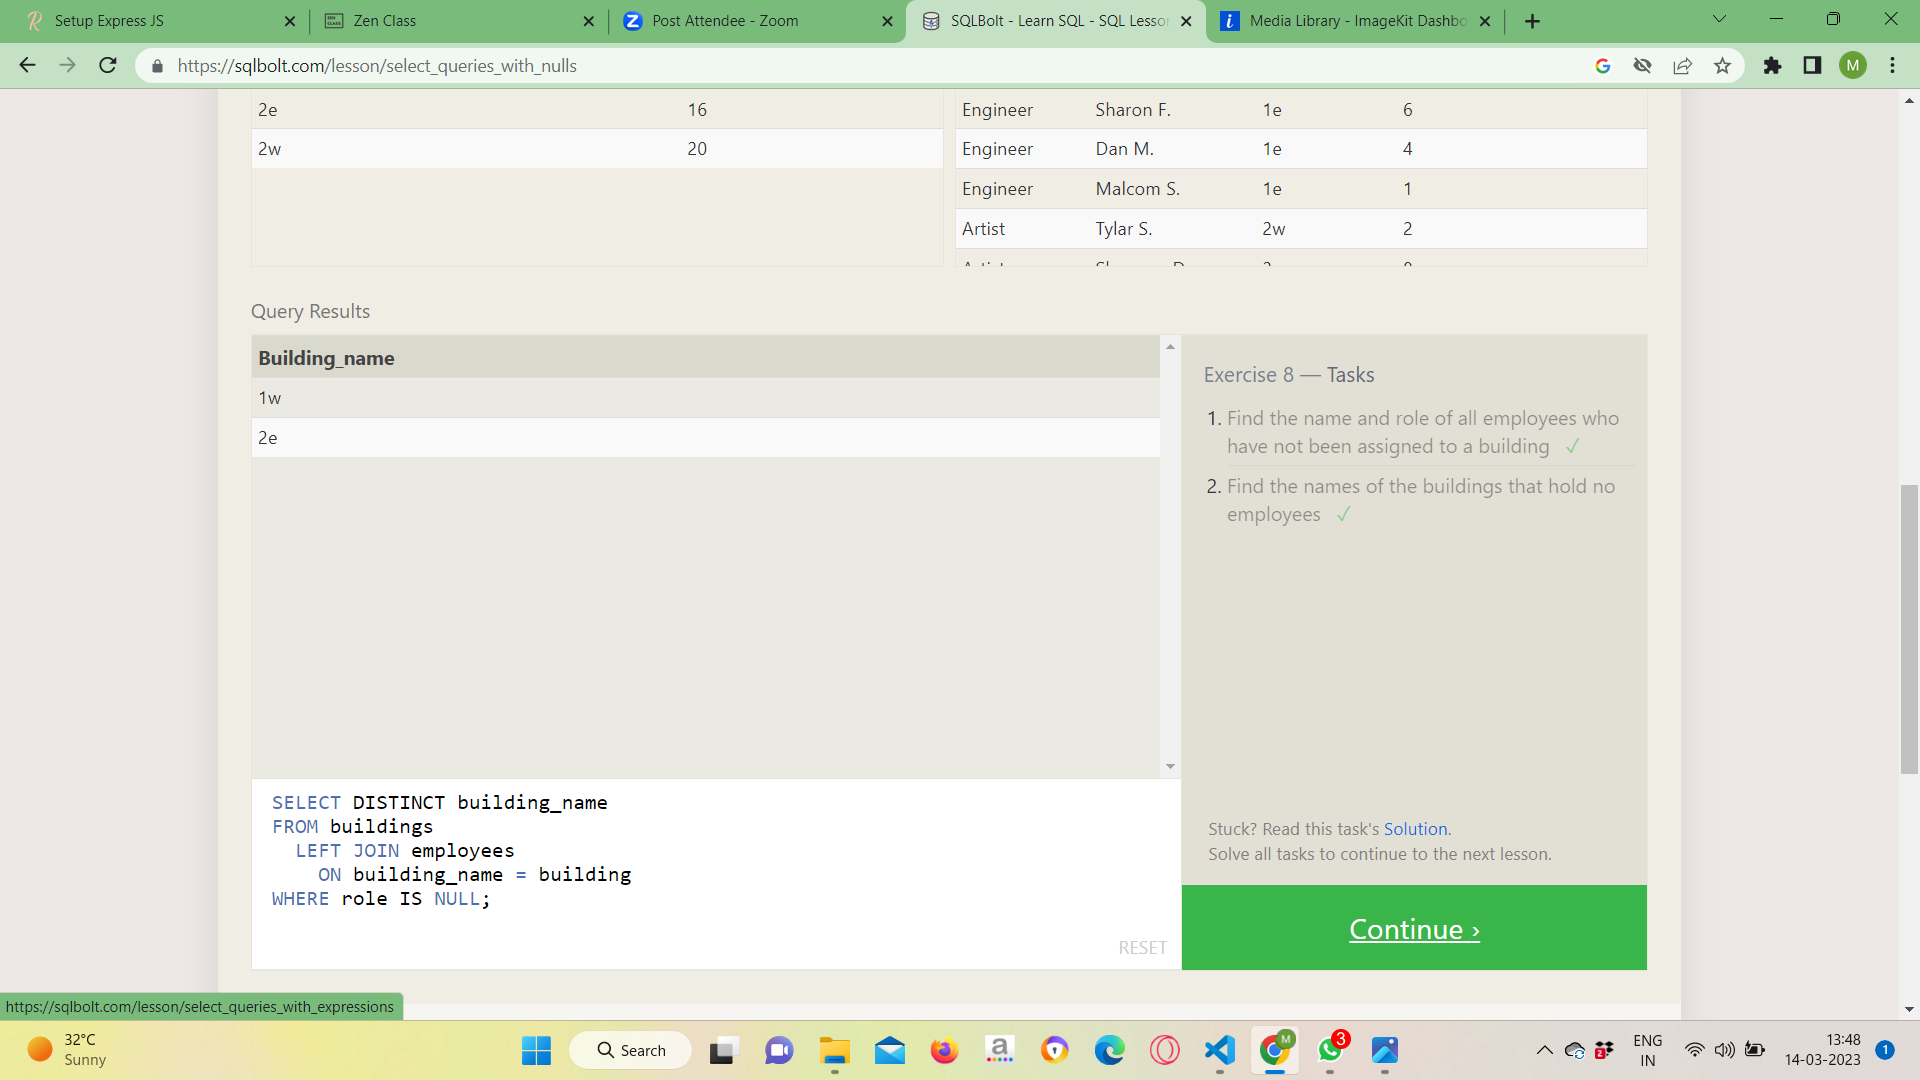 Setup Express JS
Zen Class
Post Attendee - Zoom
SQLBolt - Learn SQL - SQL Lesson
Media Library - ImageKit Dashbo
https://sqlbolt.com/lesson/select_queries_with_nulls
M
2e 16
2w 20
Engineer Sharon F. 1e 6
Engineer Dan M. 1e 4
Engineer Malcom S. 1e 1
Artist Tylar S. 2w 2
Query Results
Building_name
1w
2e
Exercise 8 — Tasks
1. Find the name and role of all employees who
have not been assigned to a building ✓
2. Find the names of the buildings that hold no
employees ✓
SELECT DISTINCT building_name
FROM buildings
LEFT JOIN employees
ON building_name = building
WHERE role IS NULL;
RESET
Stuck? Read this task's Solution.
Solve all tasks to continue to the next lesson.
Continue ›
https://sqlbolt.com/lesson/select_queries_with_expressions
32°C
Sunny
Search
3
2
ENG
IN
13:48
14-03-2023
1